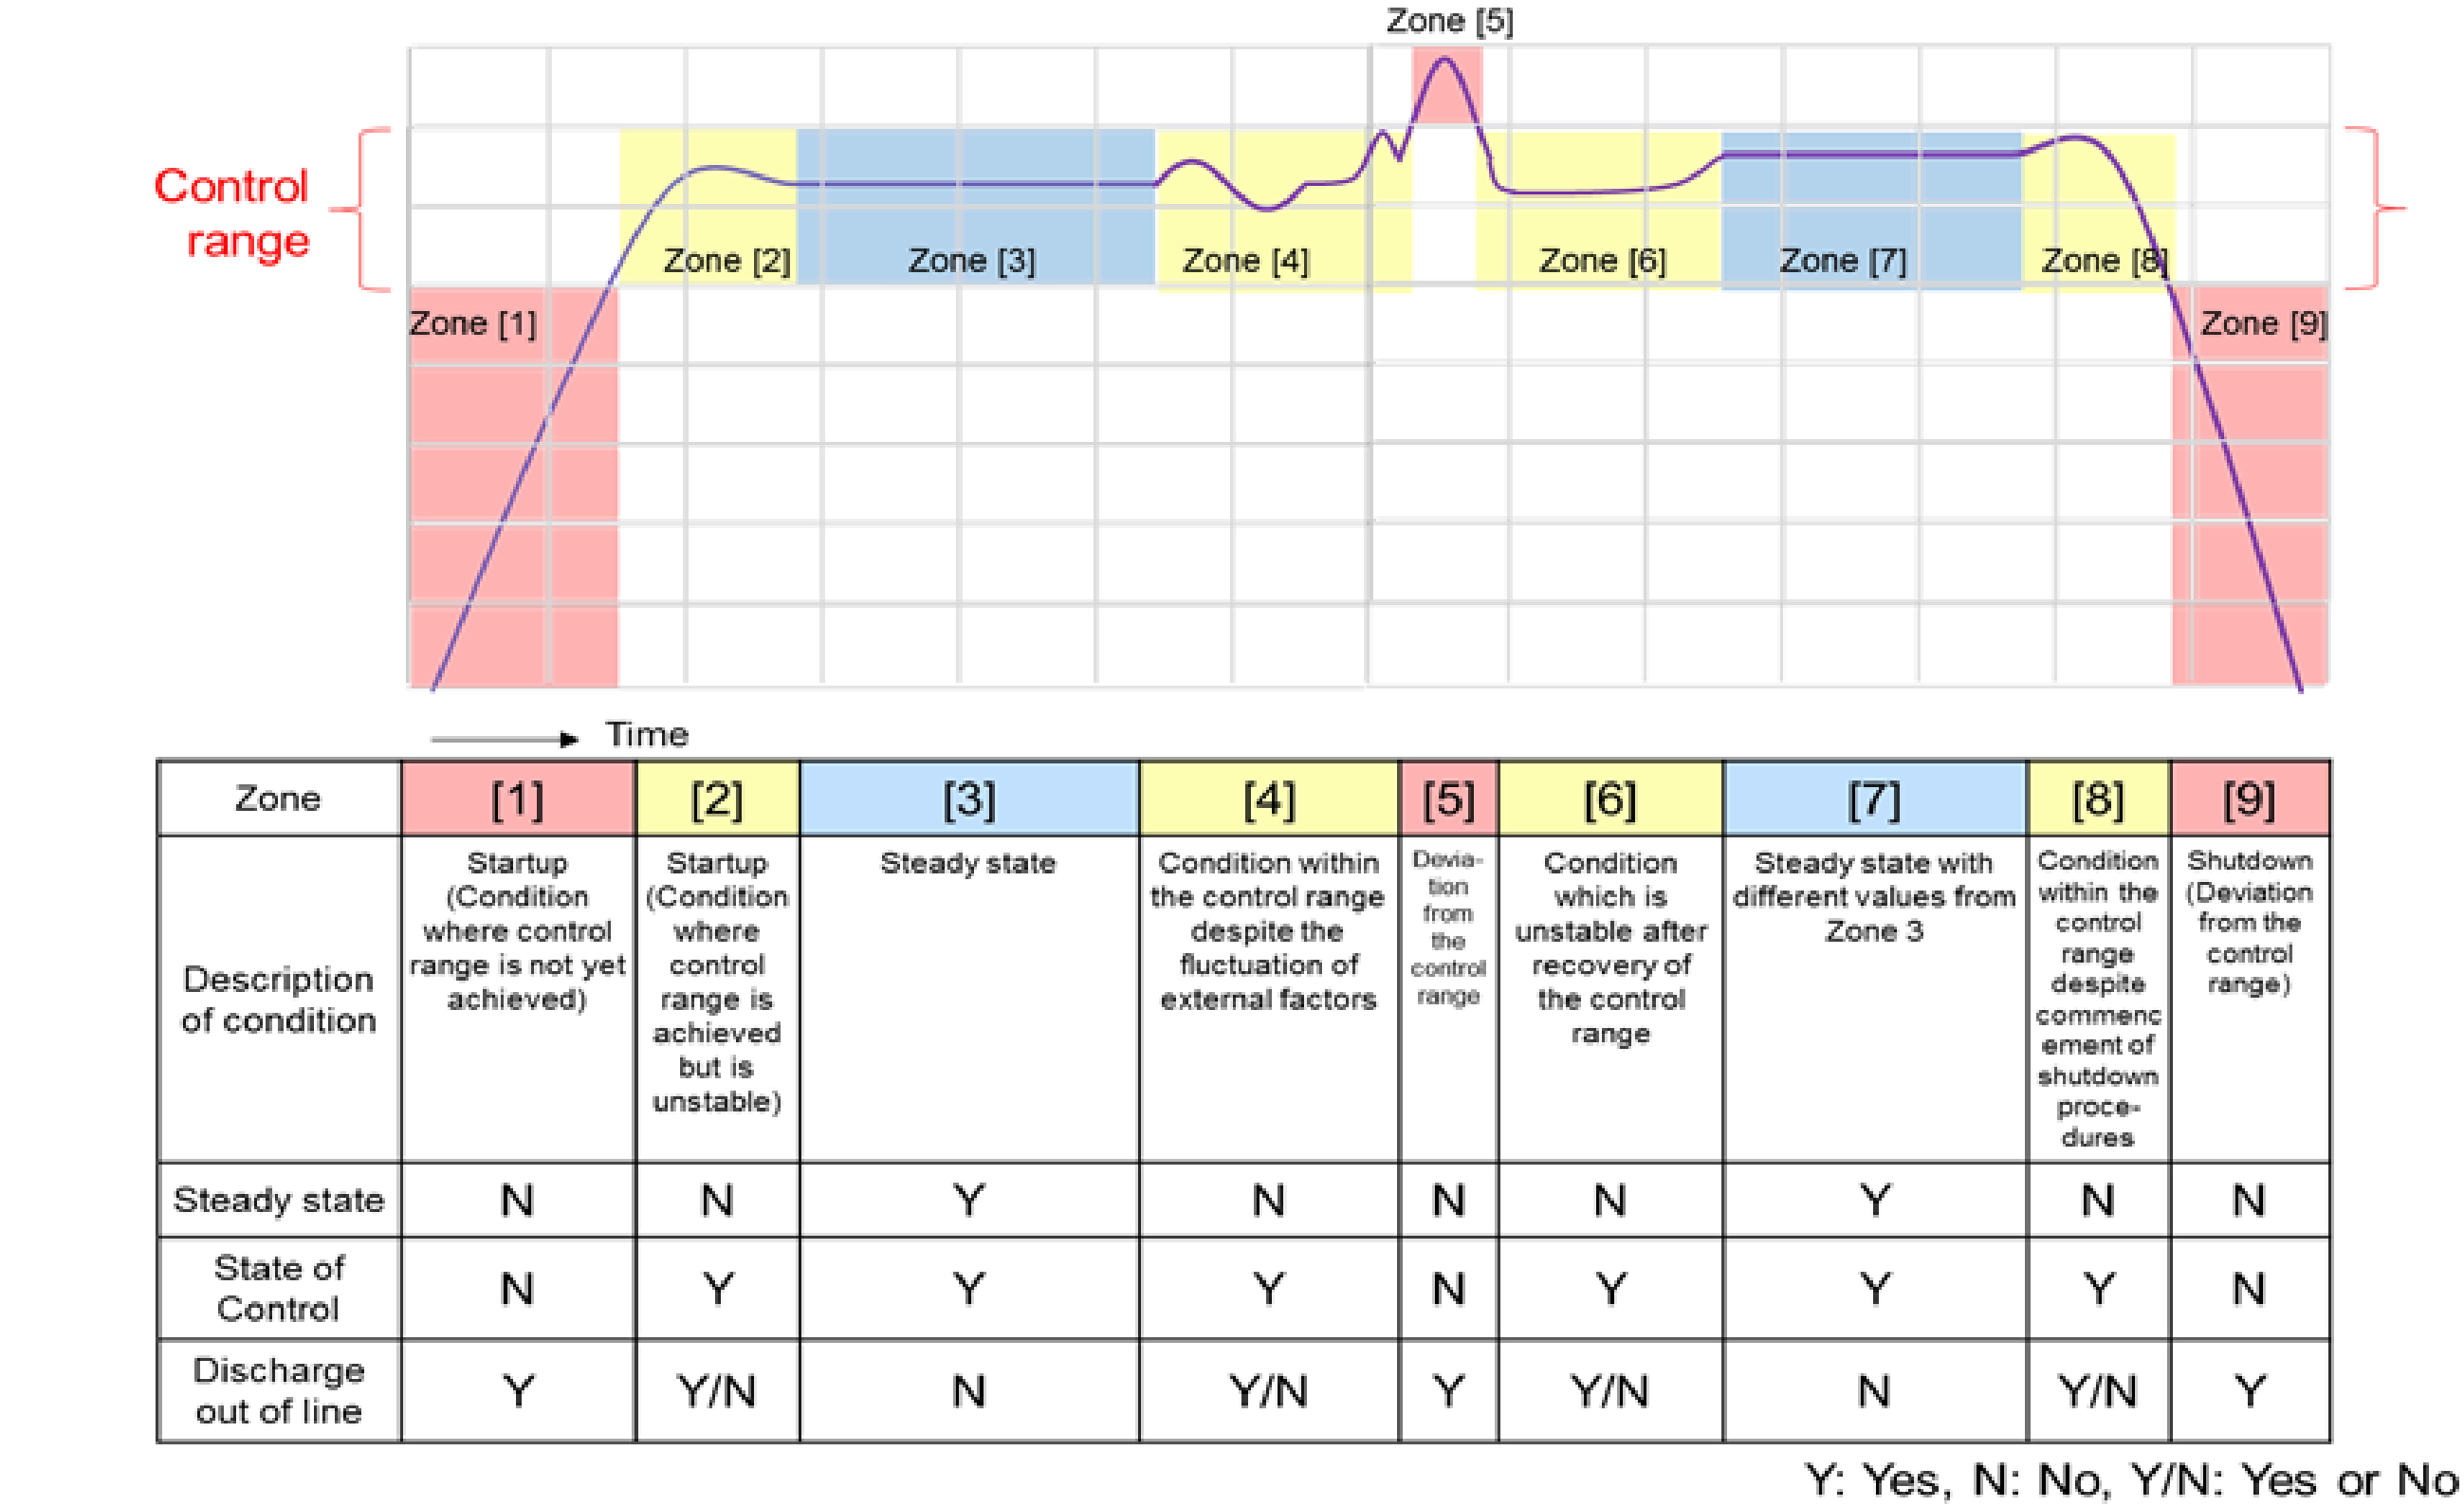 Zone [5]
Control
range
Zone [2]
Zone [3]
Zone [4]
Zone [6]
Zone [7]
Zone [8]
Zone [1]
Zone [9]
Time
Zone
[1]
[2]
[3]
[4]
[5]
[6]
[7]
[8]
[9]
Description
of condition
Startup
(Condition
where control
range is not yet
achieved)
Startup
(Condition
where
control
range is
achieved
but is
unstable)
Steady state
Condition within
the control range
despite the
fluctuation of
external factors
Devia-
tion
from
the
control
range
Condition
which is
unstable after
recovery of
the control
range
Steady state with
different values from
Zone 3
Condition
within the
control
range
despite
commenc
ement of
shutdown
proce-
dures
Shutdown
(Deviation
from the
control
range)
Steady state
N
N
Y
N
N
N
Y
N
N
State of
Control
N
Y
Y
Y
N
Y
Y
Y
N
Discharge
out of line
Y
Y/N
N
Y/N
Y
Y/N
N
Y/N
Y
Y: Yes, N: No, Y/N: Yes or No